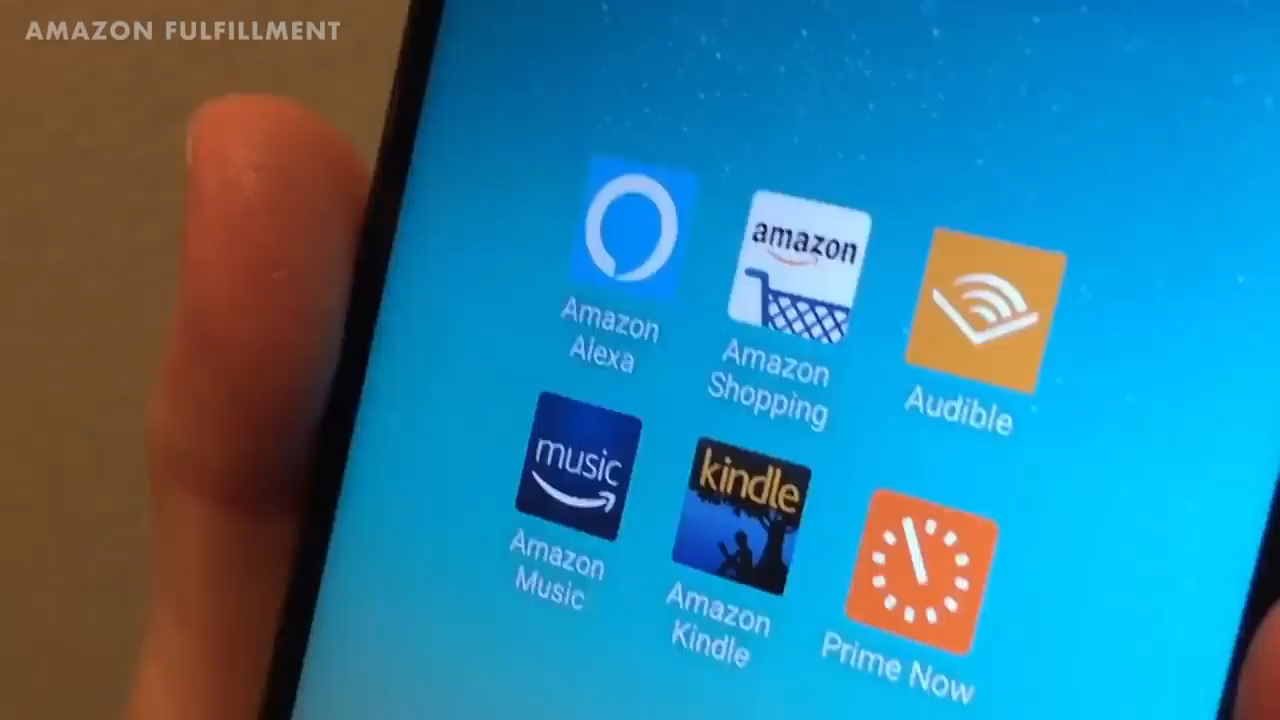 AMAZON FULFILLMENT
amazon
Amazon
Alexa
Amazon
Shopping
Audible
music
kindle
Amazon
Music
Amazon
Kindle
Prime Now